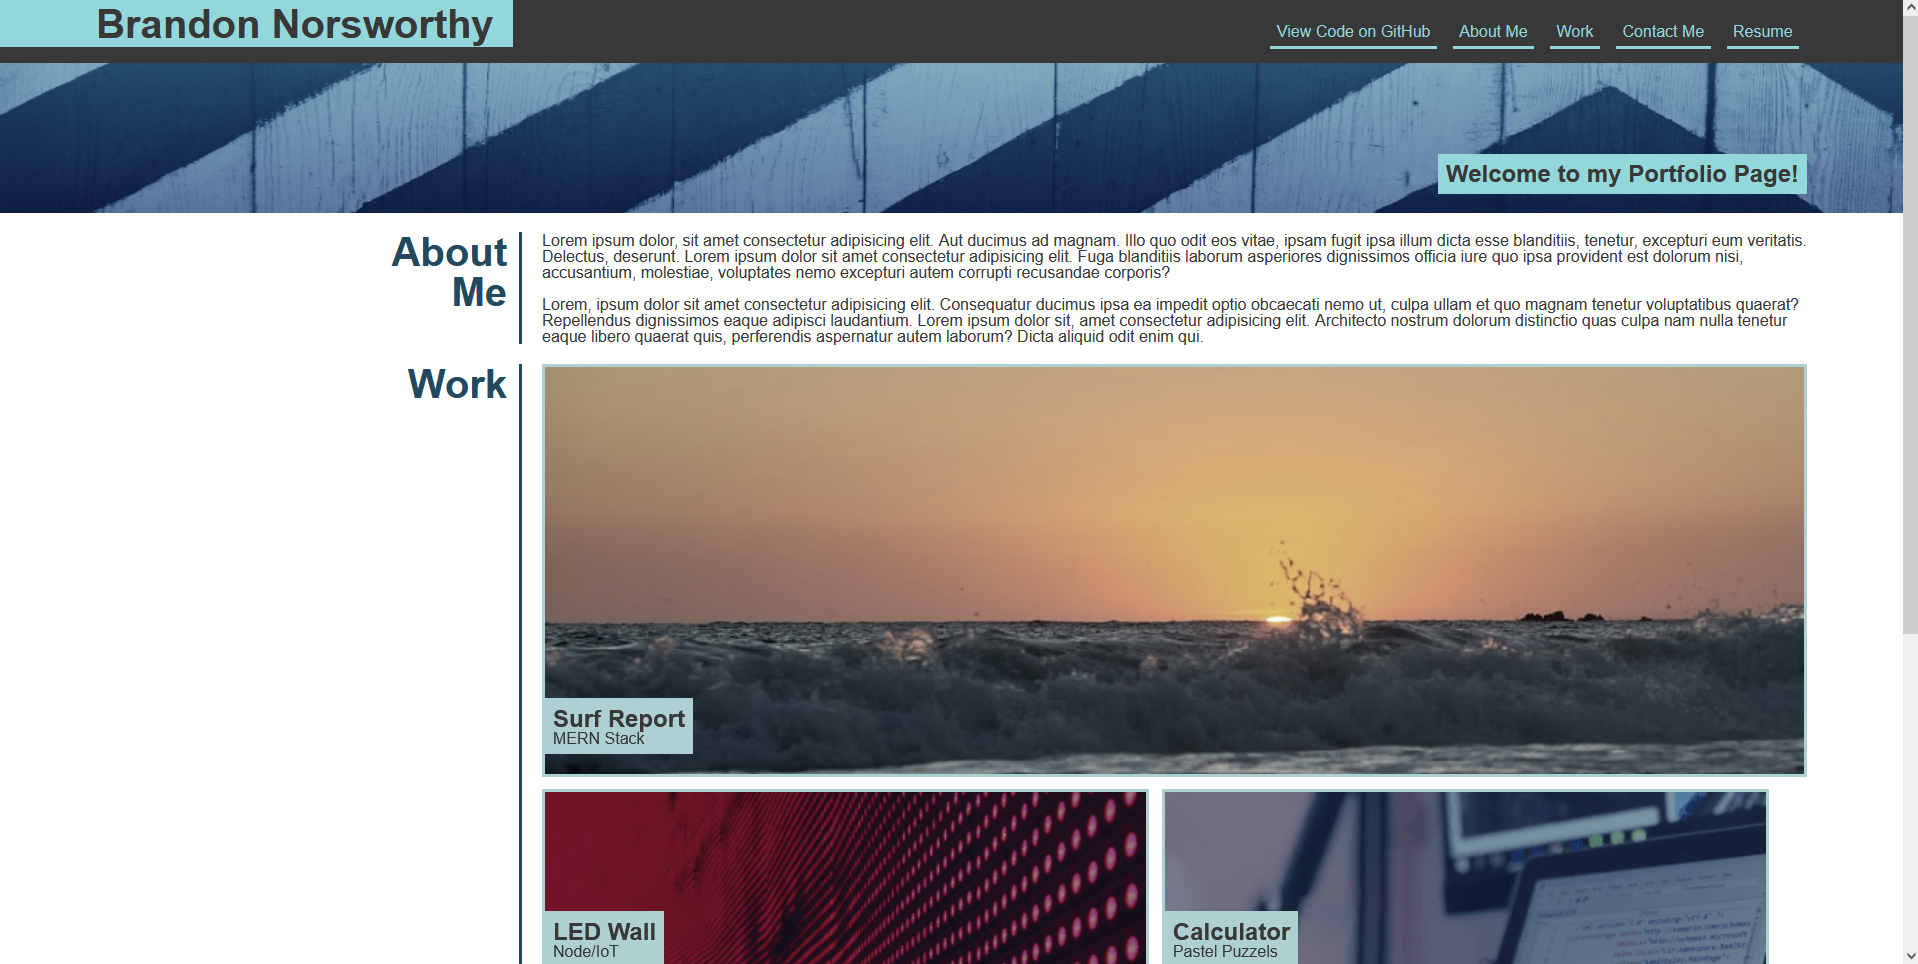 Brandon Norsworthy
View Code on GitHub
About Me
Work
Contact Me
Resume
Welcome to my Portfolio Page!
About
Me
Lorem ipsum dolor, sit amet consectetur adipisicing elit. Aut ducimus ad magnam. Illo quo odit eos vitae, ipsam fugit ipsa illum dicta esse blanditiis, tenetur, excepturi eum veritatis.
Delectus, deserunt. Lorem ipsum dolor sit amet consectetur adipisicing elit. Fuga blanditiis laborum asperiores dignissimos officia iure quo ipsa provident est dolorum nisi,
accusantium, molestiae, voluptates nemo excepturi autem corrupti recusandae corporis?
Lorem, ipsum dolor sit amet consectetur adipisicing elit. Consequatur ducimus ipsa ea impedit optio obcaecati nemo ut, culpa ullam et quo magnam tenetur voluptatibus quaerat?
Repellendus dignissimos eaque adipisci laudantium. Lorem ipsum dolor sit, amet consectetur adipisicing elit. Architecto nostrum dolorum distinctio quas culpa nam nulla tenetur
eaque libero quaerat quis, perferendis aspernatur autem laborum? Dicta aliquid odit enim qui.
Work
Surf Report
MERN Stack
LED Wall
Node/IoT
Calculator
Pastel Puzzels